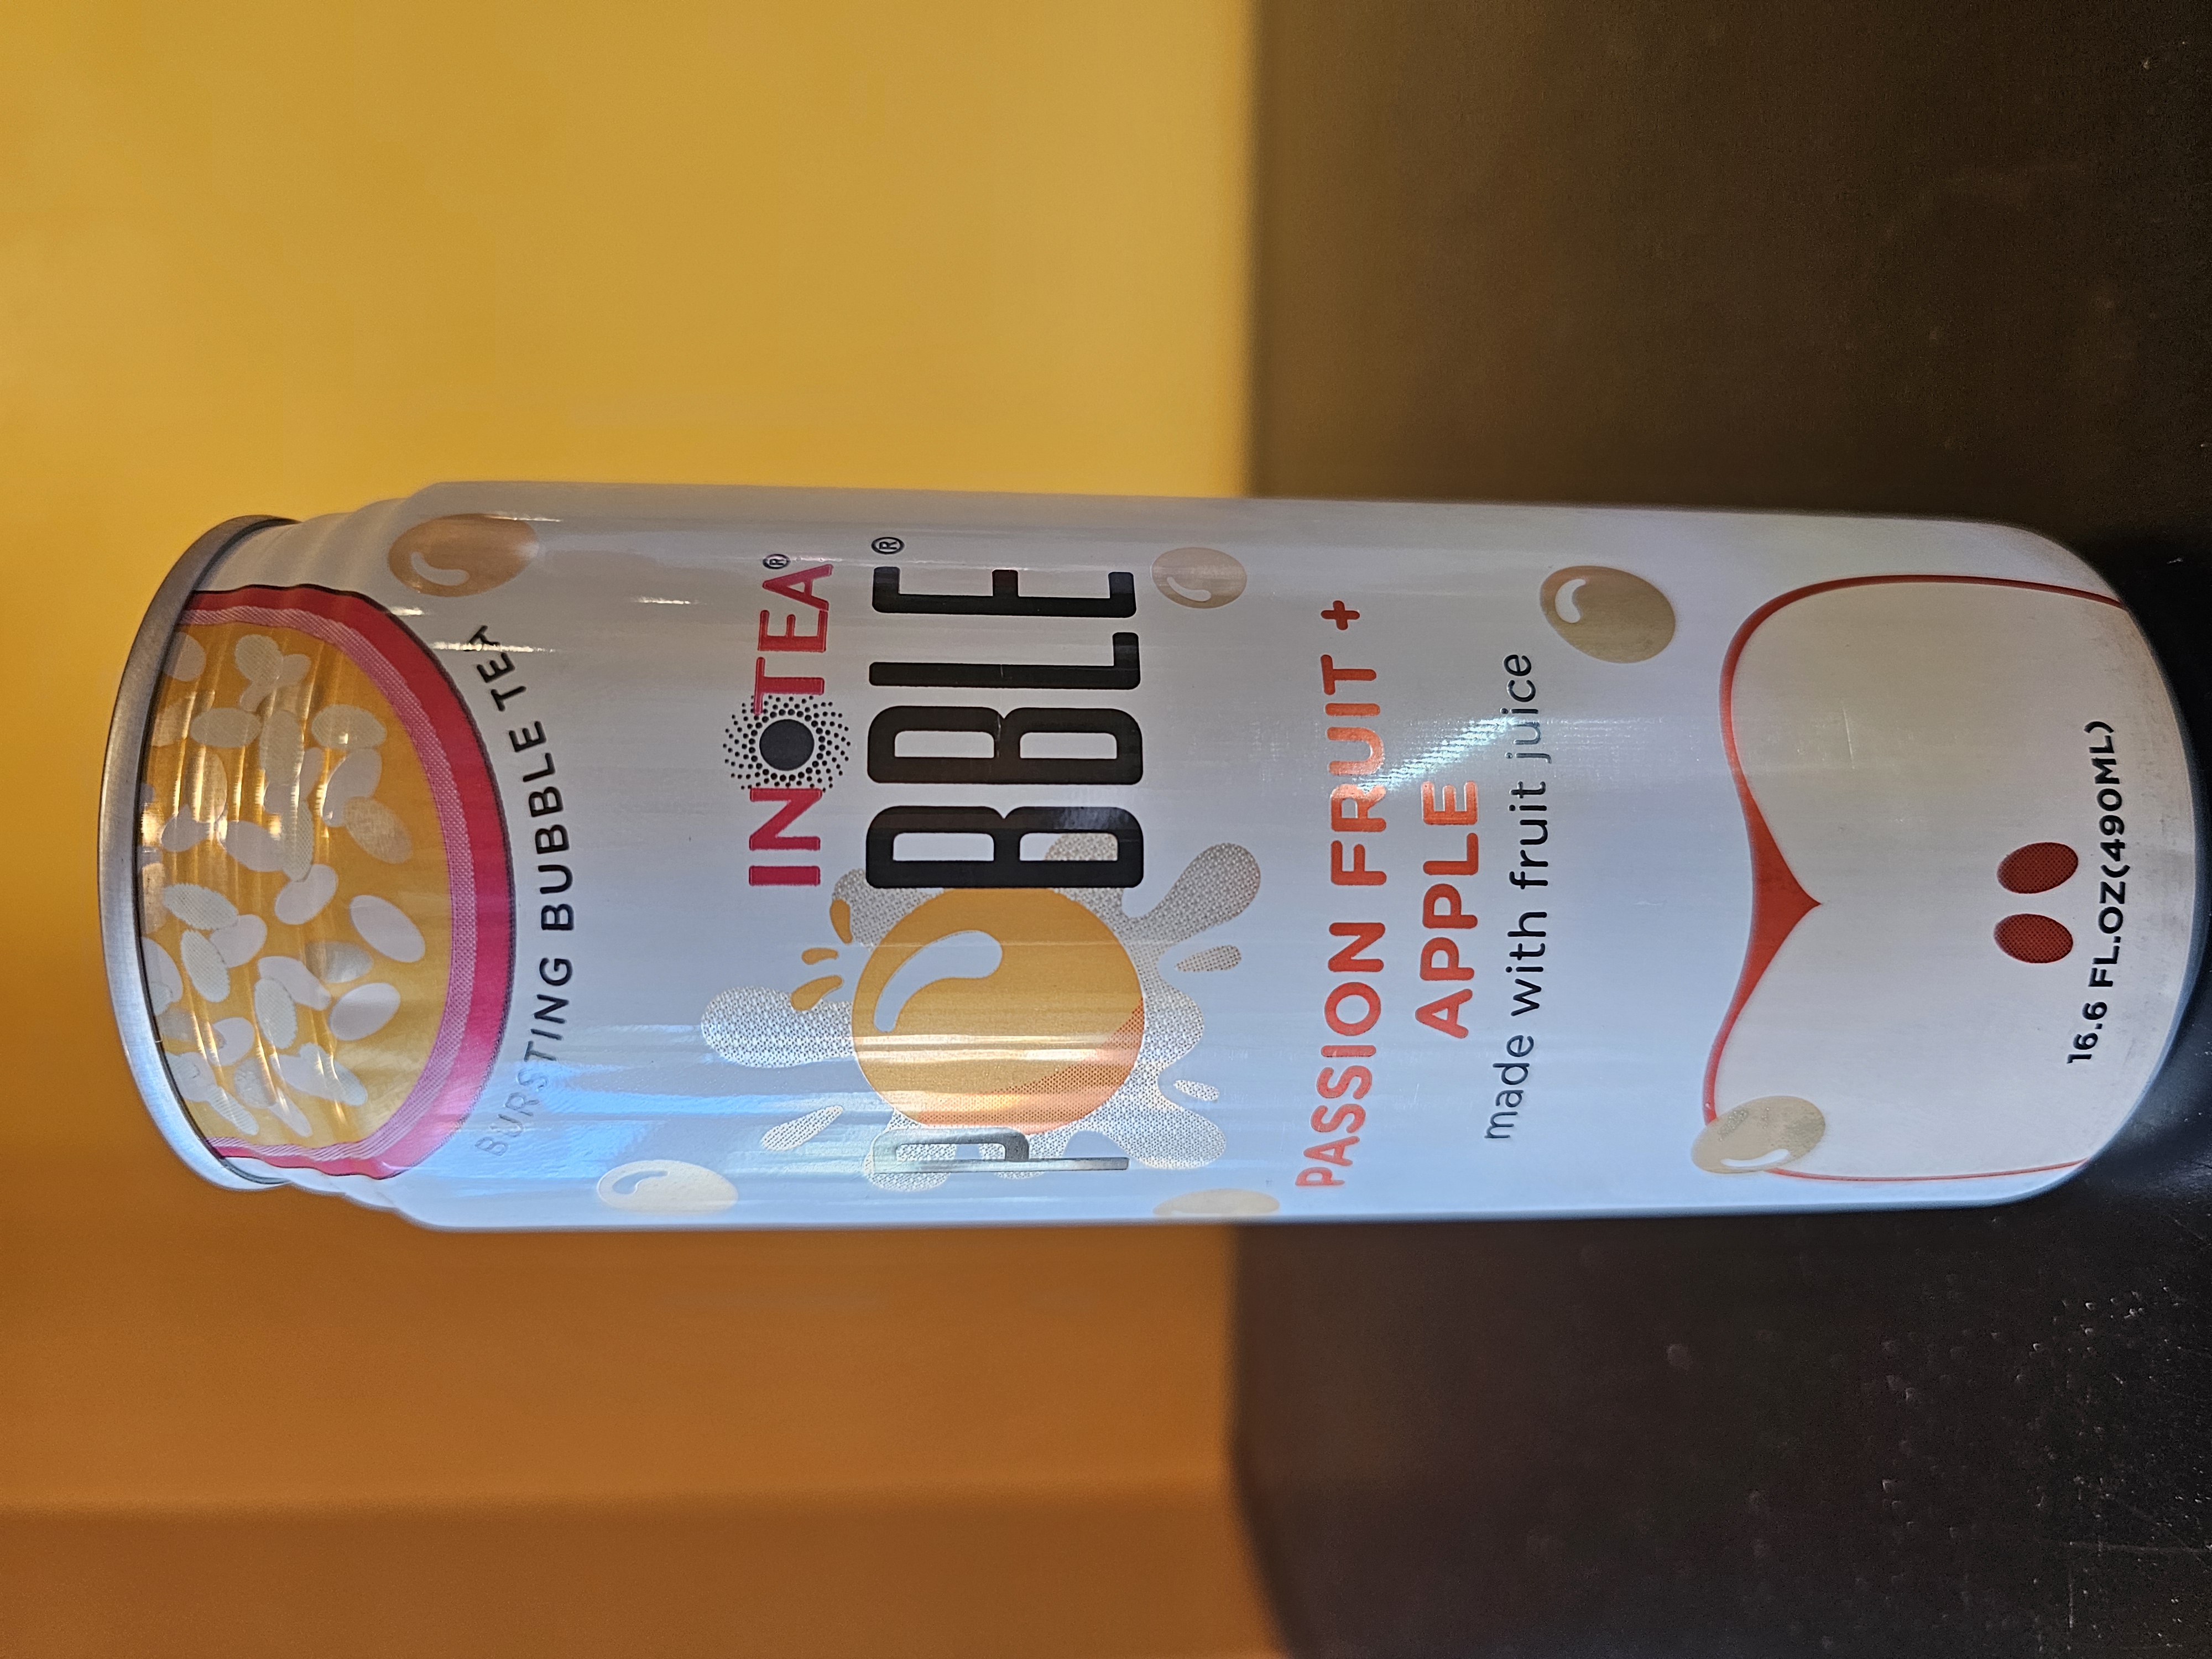 BURSTING BUBBLE TEA
INOTEA®
POBBLE®
PASSION FRUIT +
APPLE
made with fruit juice
16.6 FL.OZ(490ML)